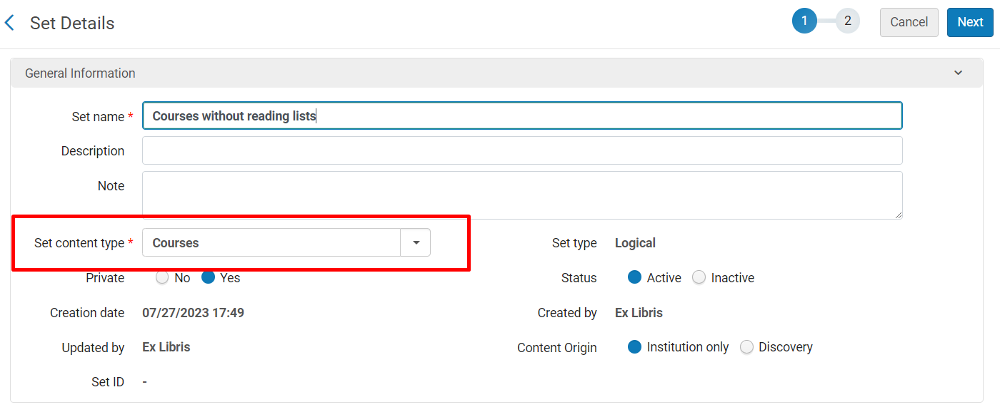 Set Details
1
2
Cancel
Next
General Information
Set name * Courses without reading lists
Description
Note
Set content type * Courses
Set type Logical
Private No Yes
Status Active Inactive
Creation date 07/27/2023 17:49
Created by Ex Libris
Updated by Ex Libris
Content Origin Institution only Discovery
Set ID -